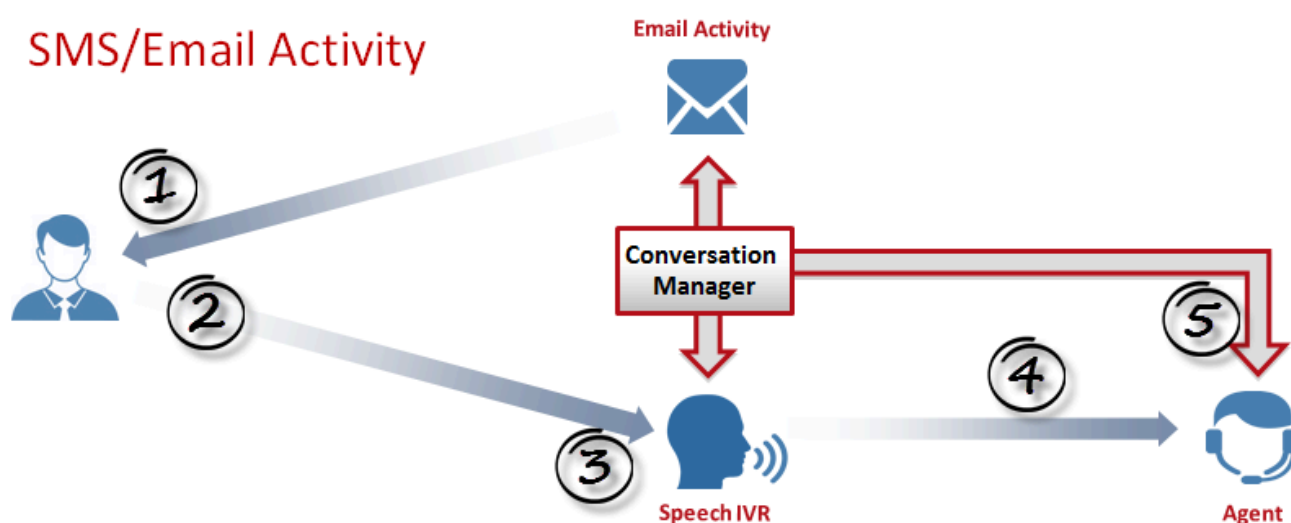 SMS/Email Activity
Email Activity
1
Conversation
Manager
2
5
4
3
Speech IVR
Agent